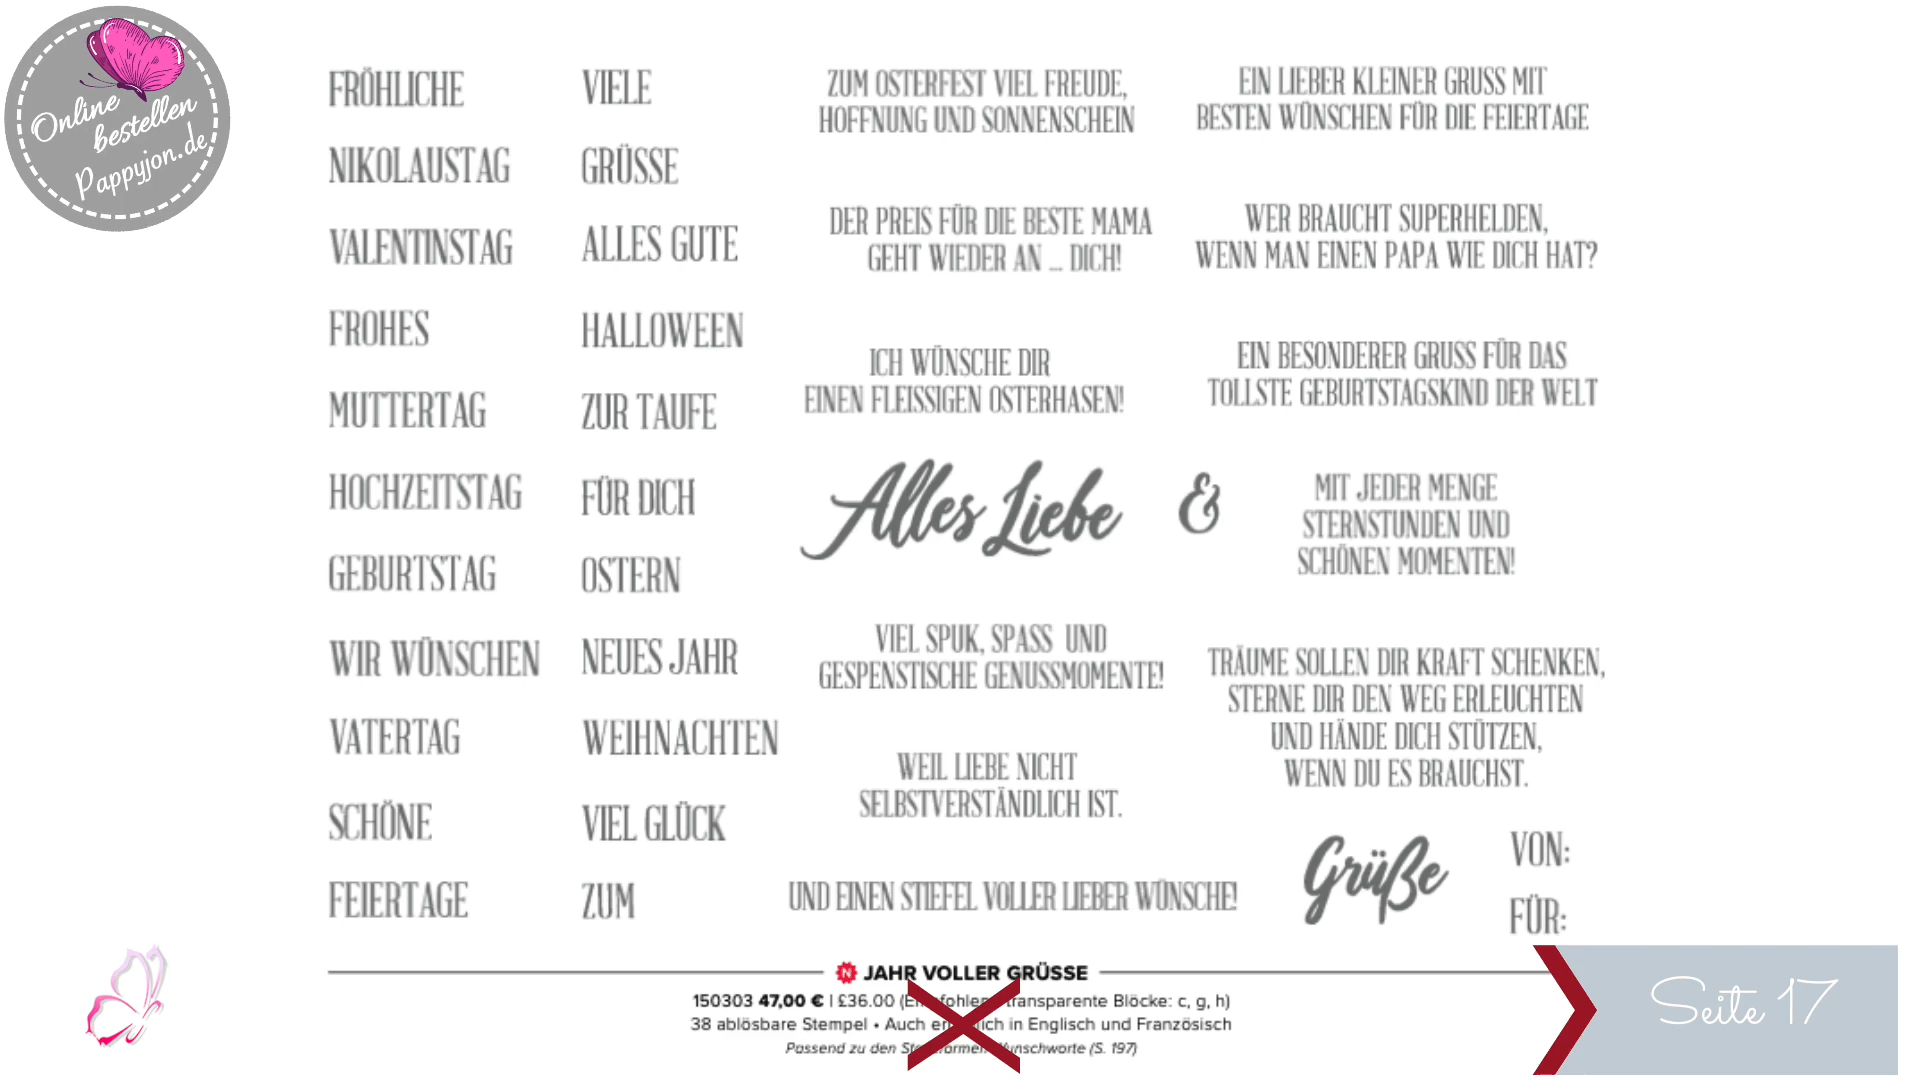 Online
bestellen
Pappyjon.de
FRÖHLICHE
NIKOLAUSTAG
VALENTINSTAG
FROHES
MUTTERTAG
HOCHZEITSTAG
GEBURTSTAG
WIR WÜNSCHEN
VATERTAG
SCHÖNE
FEIERTAGE
VIELE
GRÜSSE
ALLES GUTE
HALLOWEEN
ZUR TAUFE
FÜR DICH
OSTERN
NEUES JAHR
WEIHNACHTEN
VIEL GLÜCK
ZUM
ZUM OSTERFEST VIEL FREUDE,
HOFFNUNG UND SONNENSCHEIN
DER PREIS FÜR DIE BESTE MAMA
GEHT WIEDER AN ... DICH!
ICH WÜNSCHE DIR
EINEN FLEISSIGEN OSTERHASEN!
Alles Liebe
&
VIEL SPUK, SPASS UND
GESPENSTISCHE GENUSSMOMENTE!
WEIL LIEBE NICHT
SELBSTVERSTÄNDLICH IST.
UND EINEN STIEFEL VOLLER LIEBER WÜNSCHE!
EIN LIEBER KLEINER GRUSS MIT
BESTEN WÜNSCHEN FÜR DIE FEIERTAGE
WER BRAUCHT SUPERHELDEN,
WENN MAN EINEN PAPA WIE DICH HAT?
EIN BESONDERER GRUSS FÜR DAS
TOLLSTE GEBURTSTAGSKIND DER WELT
MIT JEDER MENGE
STERNSTUNDEN UND
SCHÖNEN MOMENTEN!
TRÄUME SOLLEN DIR KRAFT SCHENKEN,
STERNE DIR DEN WEG ERLEUCHTEN
UND HÄNDE DICH STÜTZEN,
WENN DU ES BRAUCHST.
Grüße
VON:
FÜR:
N JAHR VOLLER GRÜSSE
150303 47,00 € | £36.00 (Empfohlene transparente Blöcke: c, g, h)
38 ablösbare Stempel • Auch erhältlich in Englisch und Französisch
Passend zu den Stanzformen Wunschworte (S. 197)
Seite 17